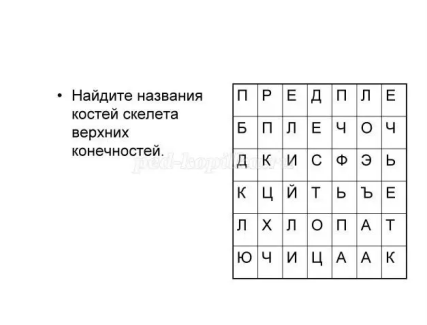 • Найдите названия
костей скелета
верхних
конечностей.
П Р Е Д П Л Е
Б П Л Е Ч О Ч
Д К И С Ф Э Ь
К Ц Й Т Ь Ъ Е
Л Х Л О П А Т
Ю Ч И Ц А А К